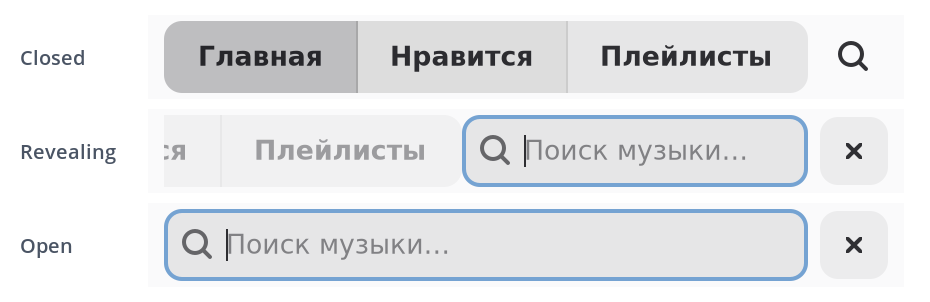 Closed Главная Нравится Плейлисты
Revealing ся Плейлисты Поиск музыки...
Open Поиск музыки...